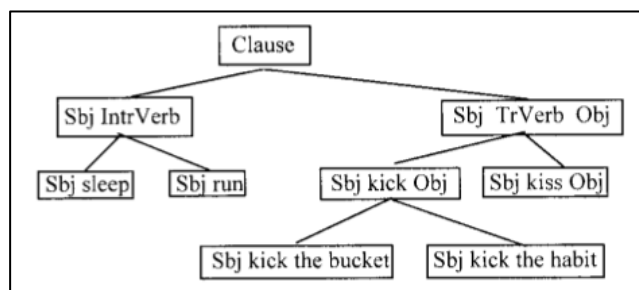 Clause
Sbj IntrVerb
Sbj TrVerb Obj
Sbj sleep
Sbj run
Sbj kick Obj
Sbj kiss Obj
Sbj kick the bucket
Sbj kick the habit